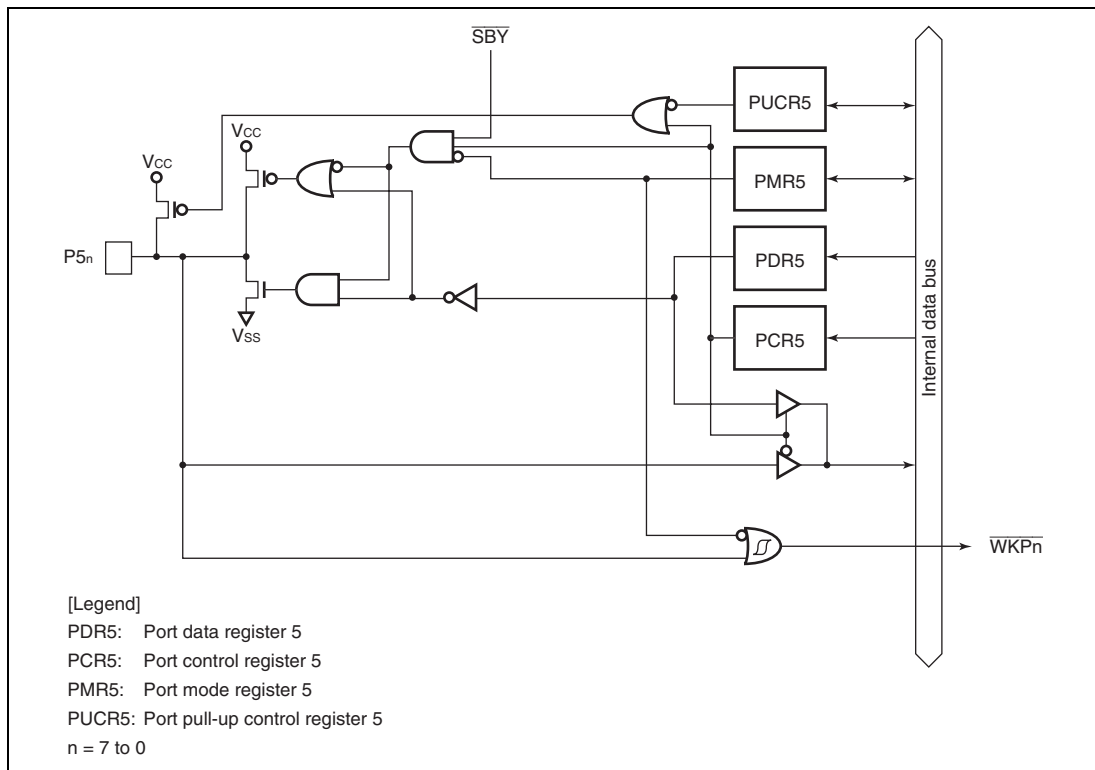 SBY
PUCR5
VCC
VCC
PMR5
P5n
PDR5
VSS
PCR5
Internal data bus
WKPn
[Legend]
PDR5: Port data register 5
PCR5: Port control register 5
PMR5: Port mode register 5
PUCR5: Port pull-up control register 5
n = 7 to 0